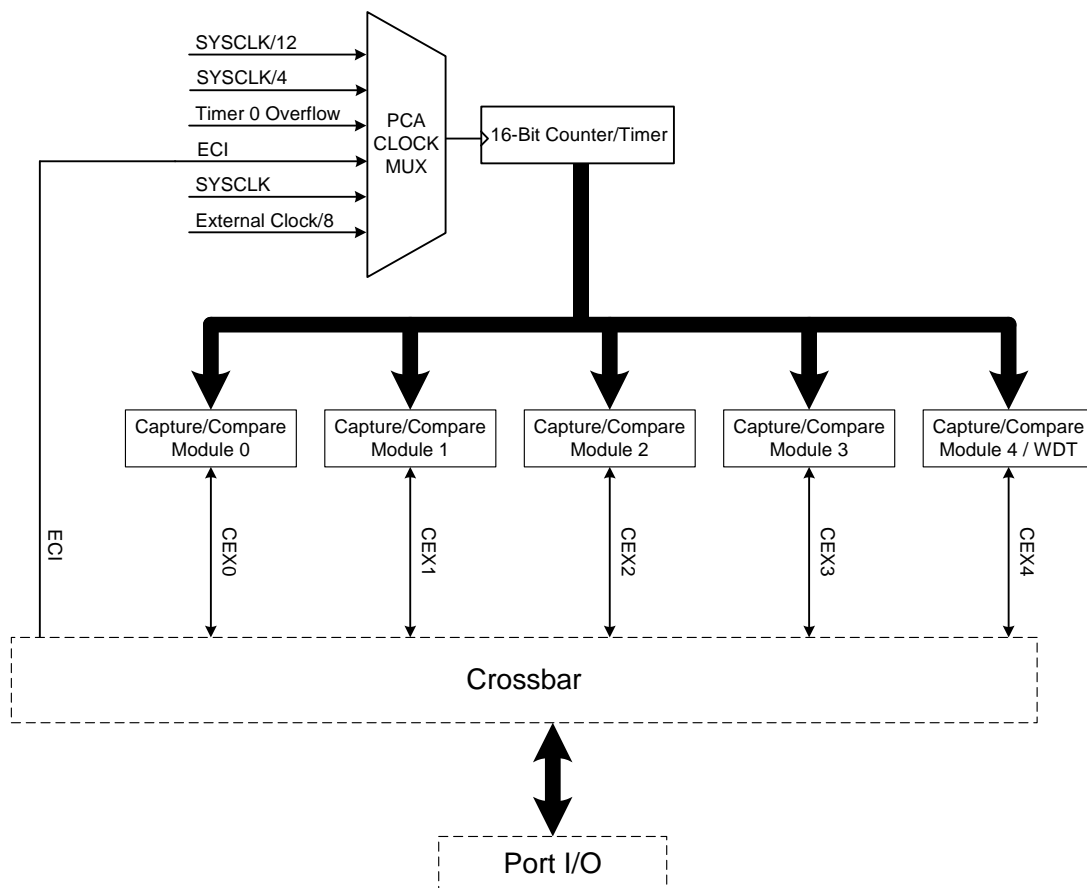 SYSCLK/12
SYSCLK/4
Timer 0 Overflow
ECI
SYSCLK
External Clock/8
PCA
CLOCK
MUX
16-Bit Counter/Timer
Capture/Compare
Module 0
Capture/Compare
Module 1
Capture/Compare
Module 2
Capture/Compare
Module 3
Capture/Compare
Module 4 / WDT
ECI
CEX0
CEX1
CEX2
CEX3
CEX4
Crossbar
Port I/O